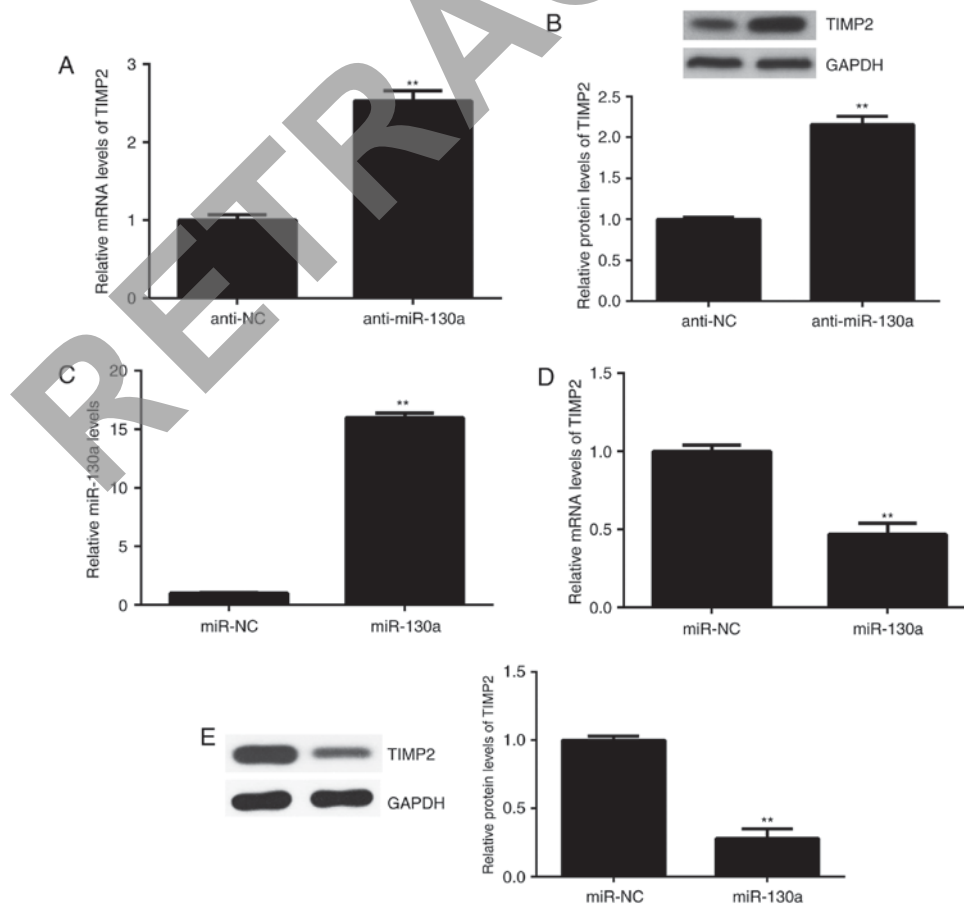 RETRAC
A
Relative mRNA levels of TIMP2
3
2
1
0
**
anti-NC
anti-miR-130a
B
TIMP2
GAPDH
Relative protein levels of TIMP2
2.5
2.0
1.5
1.0
0.5
0.0
**
anti-NC
anti-miR-130a
C
Relative miR-130a levels
20
15
10
5
0
**
miR-NC
miR-130a
D
Relative mRNA levels of TIMP2
1.5
1.0
0.5
0.0
**
miR-NC
miR-130a
E
TIMP2
GAPDH
Relative protein levels of TIMP2
1.5
1.0
0.5
0.0
**
miR-NC
miR-130a